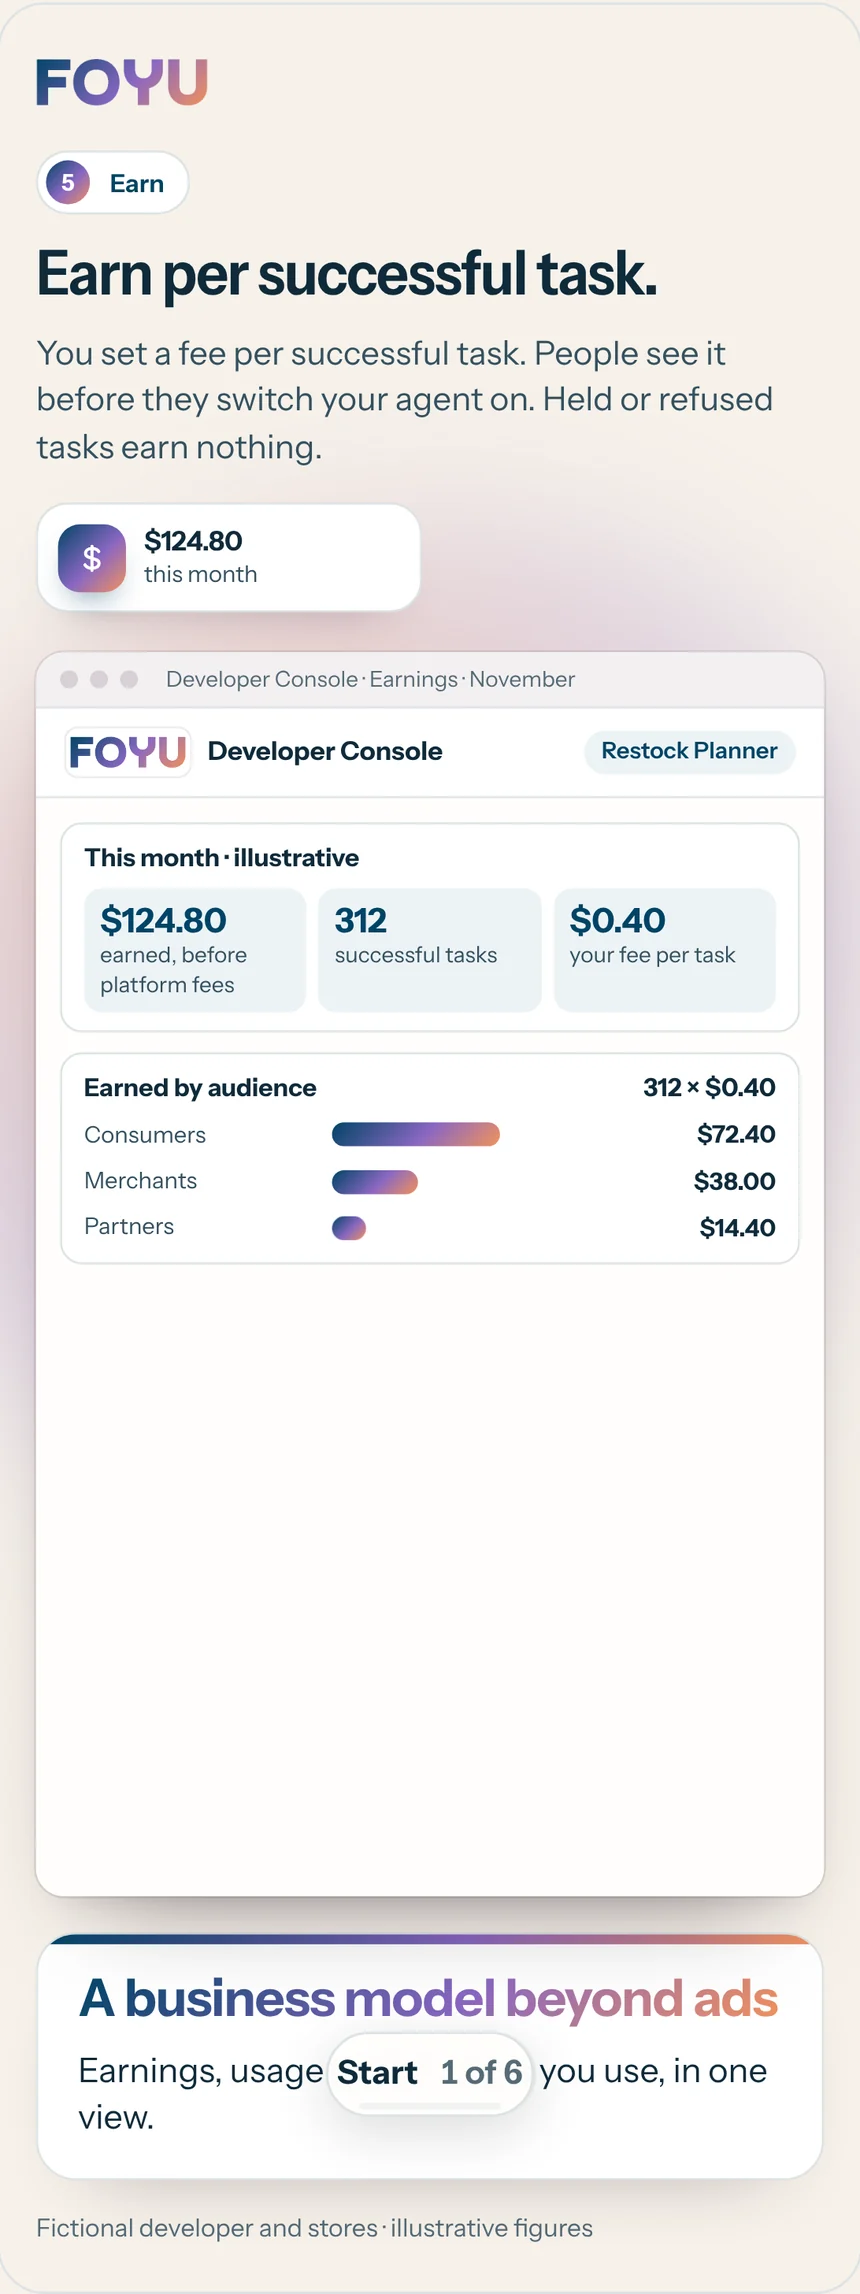 FOYU
5 Earn
Earn per successful task.
You set a fee per successful task. People see it
before they switch your agent on. Held or refused
tasks earn nothing.
$
$124.80
this month
Developer Console · Earnings · November
FOYU Developer Console Restock Planner
This month · illustrative
$124.80 312 $0.40
earned, before successful tasks your fee per task
platform fees
Earned by audience 312 × $0.40
Consumers $72.40
Merchants $38.00
Partners $14.40
A business model beyond ads
Earnings, usage Start 1 of 6 you use, in one
view.
Fictional developer and stores · illustrative figures